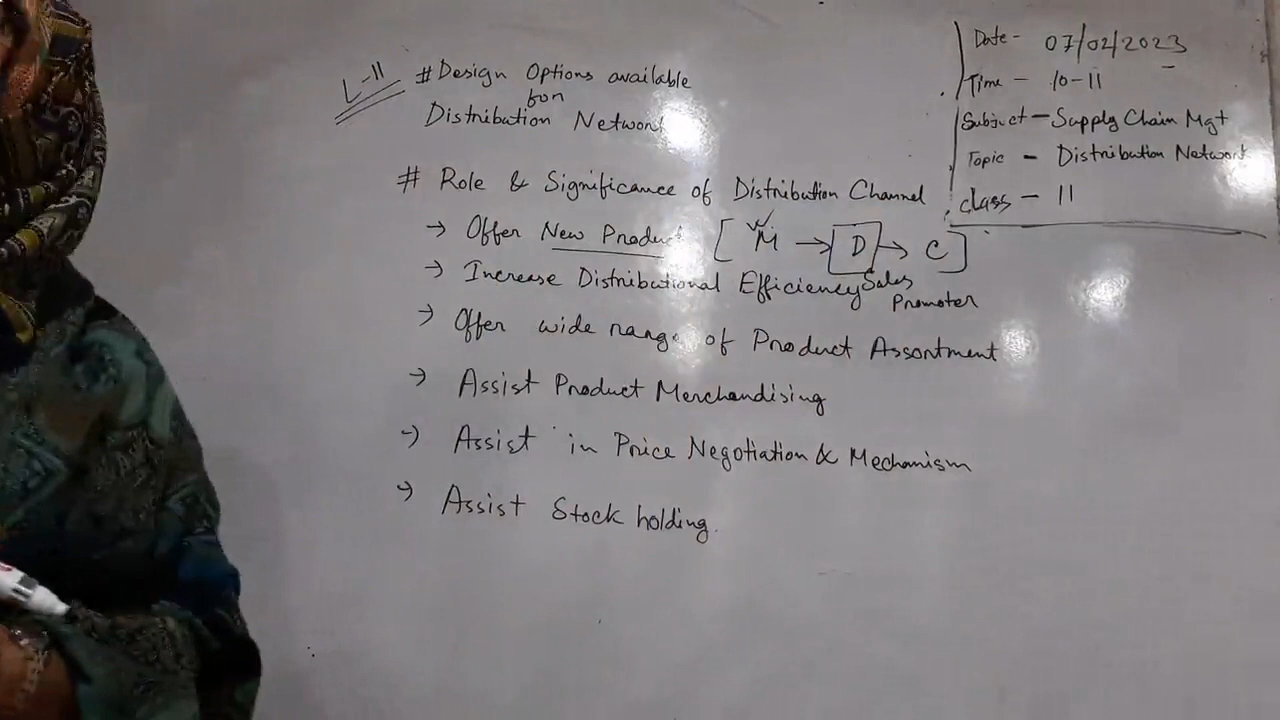 L-11
# Design Options available
for
Distribution Network
Date - 07/02/2023
Time - 10-11
Subject - Supply Chain Mgt
Topic - Distribution Network
class - 11
# Role & Significance of Distribution Channel
→ Offer New Product [M → D → C]
→ Increase Distributional Efficiency
Sales
Promoter
→ Offer wide range of Product Assortment
→ Assist Product Merchandising
→ Assist in Price Negotiation & Mechanism
→ Assist Stock holding.